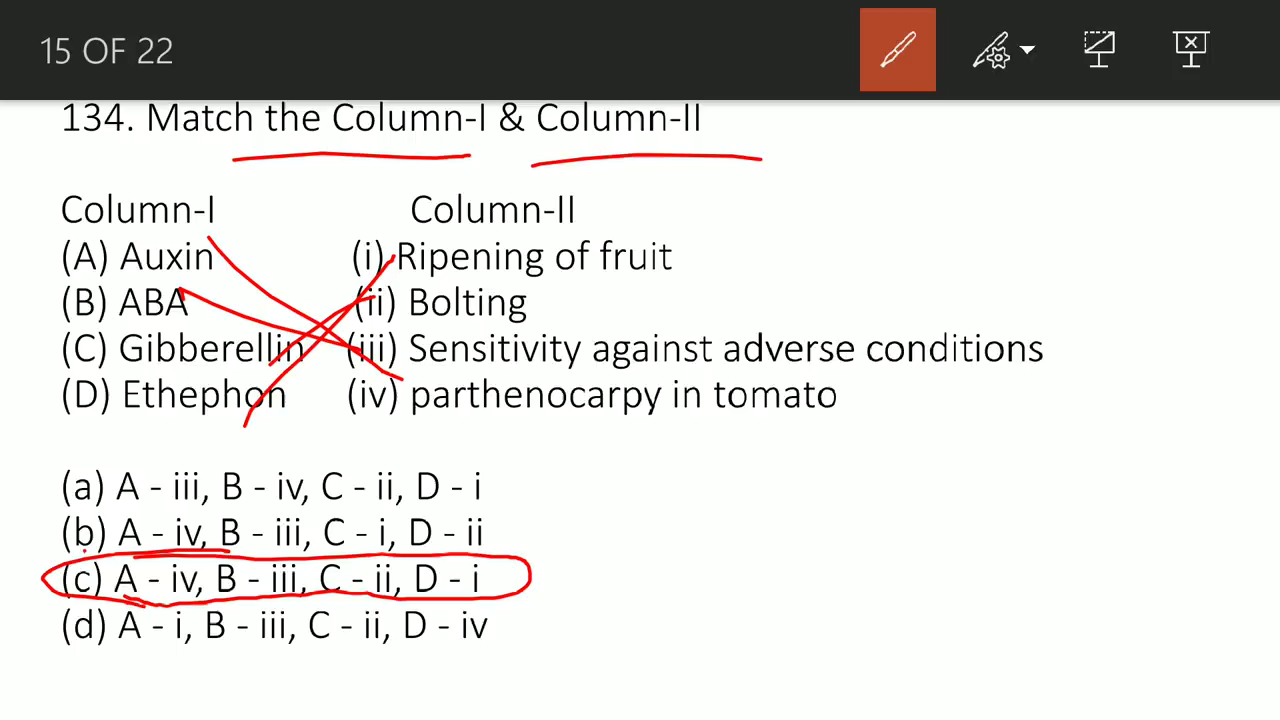 15 OF 22
134. Match the Column-I & Column-II
Column-I Column-II
(A) Auxin (i) Ripening of fruit
(B) ABA (ii) Bolting
(C) Gibberellin (iii) Sensitivity against adverse conditions
(D) Ethephon (iv) parthenocarpy in tomato
(a) A - iii, B - iv, C - ii, D - i
(b) A - iv, B - iii, C - i, D - ii
(c) A - iv, B - iii, C - ii, D - i
(d) A - i, B - iii, C - ii, D - iv